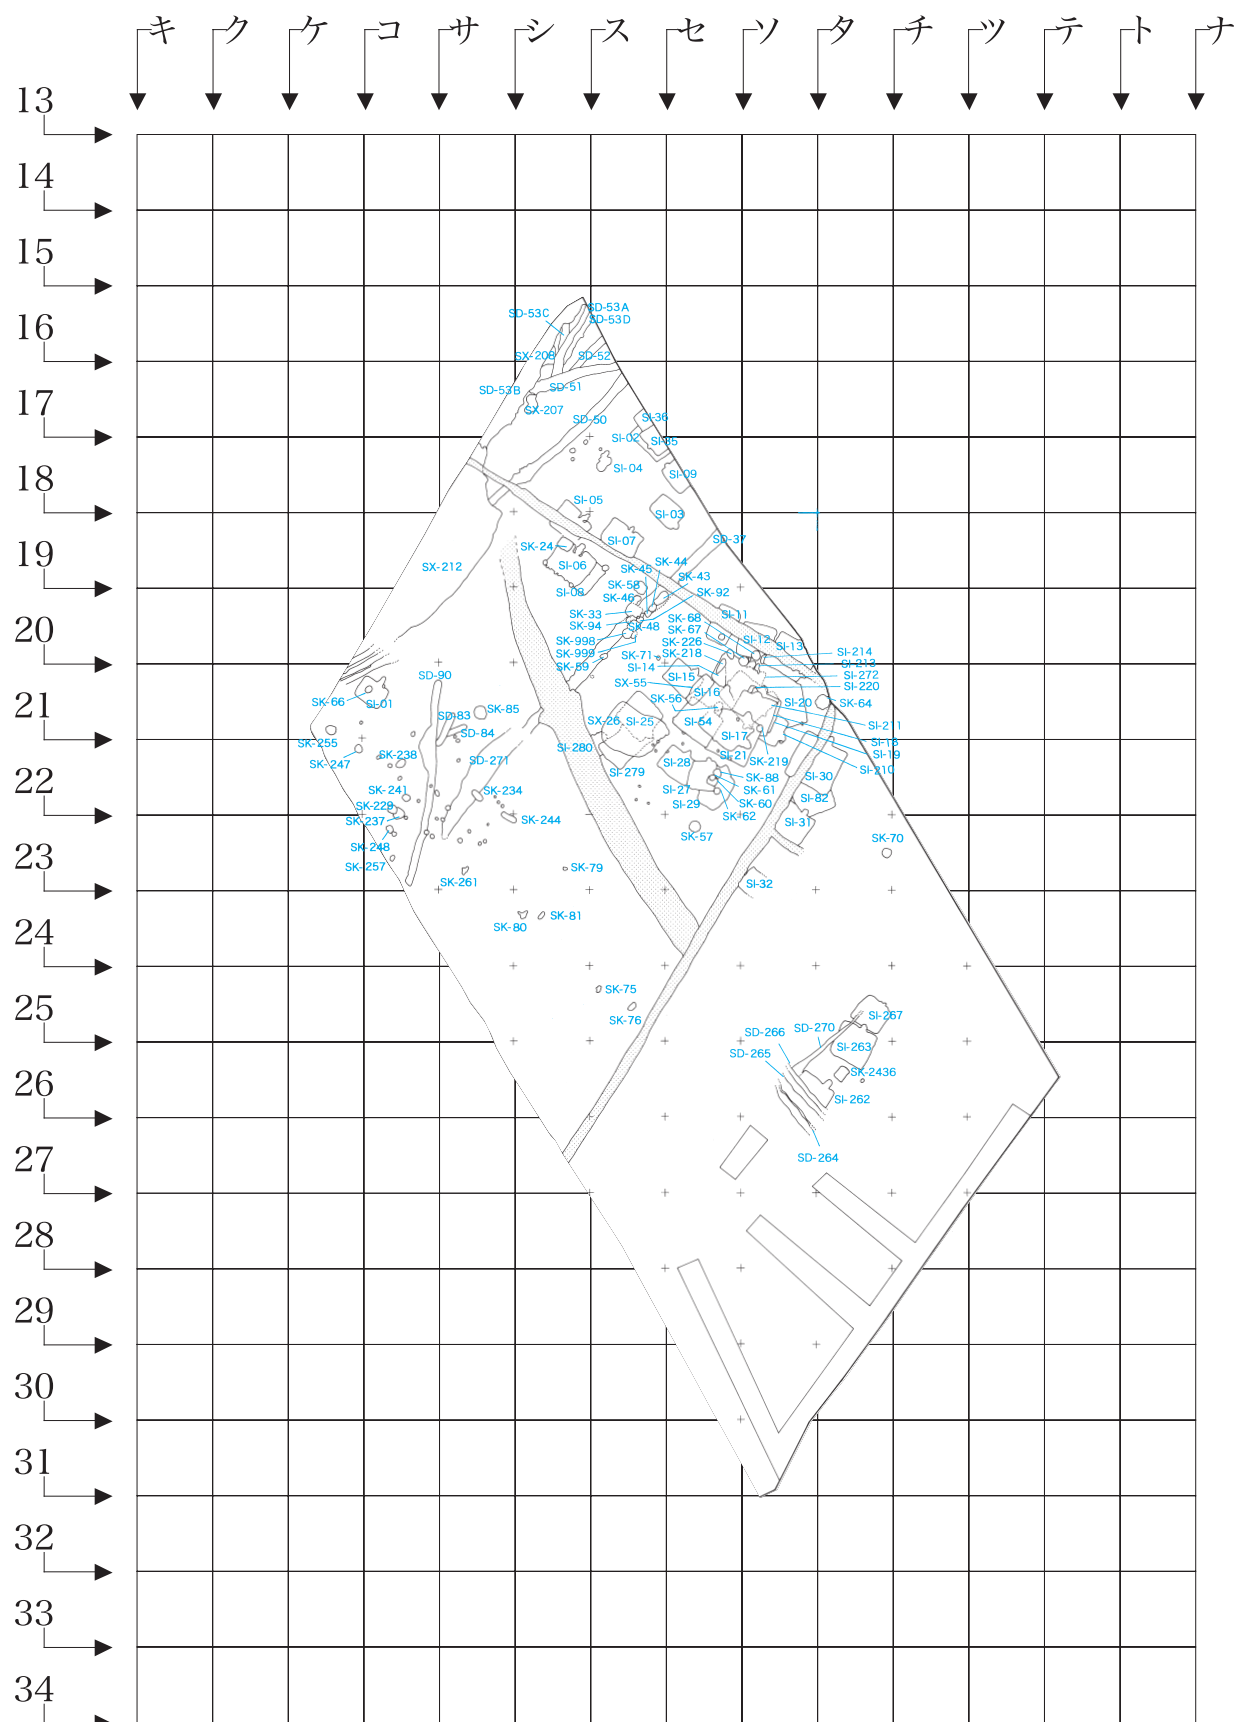 キ ク ケ コ サ シ ス セ ソ タ チ ツ テ ト ナ
13
14
15
16
SD-53A
SD-53C
SD-53D
SX-208
SD-52
SD-51
SD-53B
17
SX-207
SI-36
SD-50
SI-02
SI-35
SI-04
SI-09
18
SI-05
SI-03
SI-07
SD-37
SK-24
19
SK-44
SX-212
SI-06
SK-45
SK-43
SK-58
SI-08
SK-92
SK-46
SK-33
SI-11
SK-68
SK-94
SK-48
SK-67
20
SK-998
SK-226
SI-12
SI-13
SK-999
SK-71
SK-218
SI-214
SI-213
SK-59
SI-14
SI-272
SD-90
SI-15
SX-55
SI-220
SI-16
SK-66
SI-01
SK-56
SI-20
SK-64
21
SK-85
SD-83
SX-26
SI-25
SI-54
SI-211
SD-84
SI-17
SK-255
SI-280
SI-18
SK-238
SI-21
SI-19
SK-247
SD-271
SI-28
SK-219
SI-210
SI-279
SK-88
SI-30
22
SK-241
SK-234
SI-27
SK-61
SI-82
SK-229
SI-29
SK-60
SK-237
SK-244
SK-62
SI-31
SK-57
SK-70
SK-248
23
SK-257
SK-79
SK-261
SI-32
SK-81
SK-80
24
SK-75
25
SK-76
SI-267
SD-270
SD-266
SI-263
SD-265
SK-2436
26
SI-262
SD-264
27
28
29
30
31
32
33
34